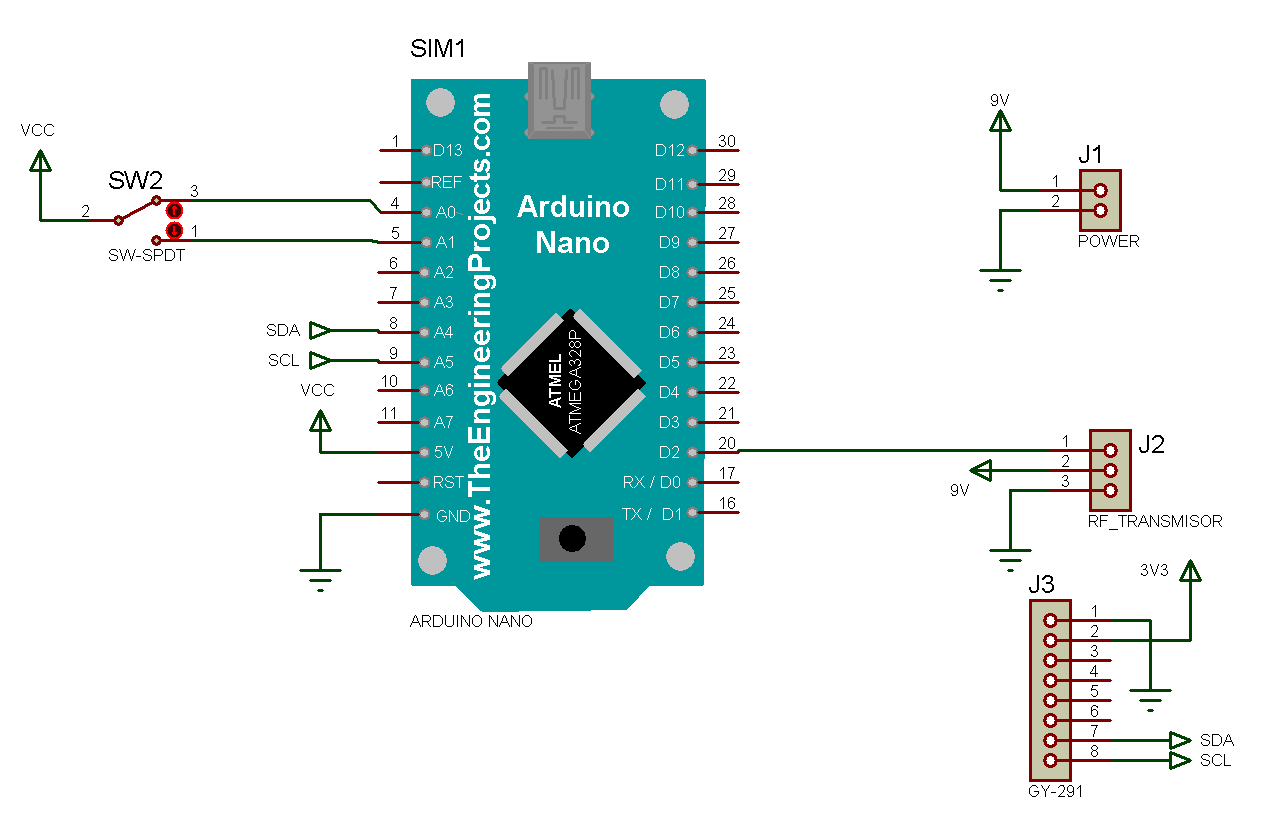 SIM1
VCC
SW2
2
3
1
SW-SPDT
1
D13
REF
4
A0
5
A1
6
A2
7
A3
SDA
8
A4
SCL
9
A5
VCC
10
A6
11
A7
5V
RST
GND
www.TheEngineeringProjects.com
Arduino
Nano
ATMEL
ATMEGA328P
D12
30
D11
29
D10
28
D9
27
D8
26
D7
25
D6
24
D5
23
D4
22
D3
21
D2
20
RX / D0
17
TX / D1
16
ARDUINO NANO
9V
J1
1
2
POWER
1
J2
2
9V
3
RF_TRANSMISOR
3V3
J3
1
2
3
4
5
6
7
SDA
8
SCL
GY-291